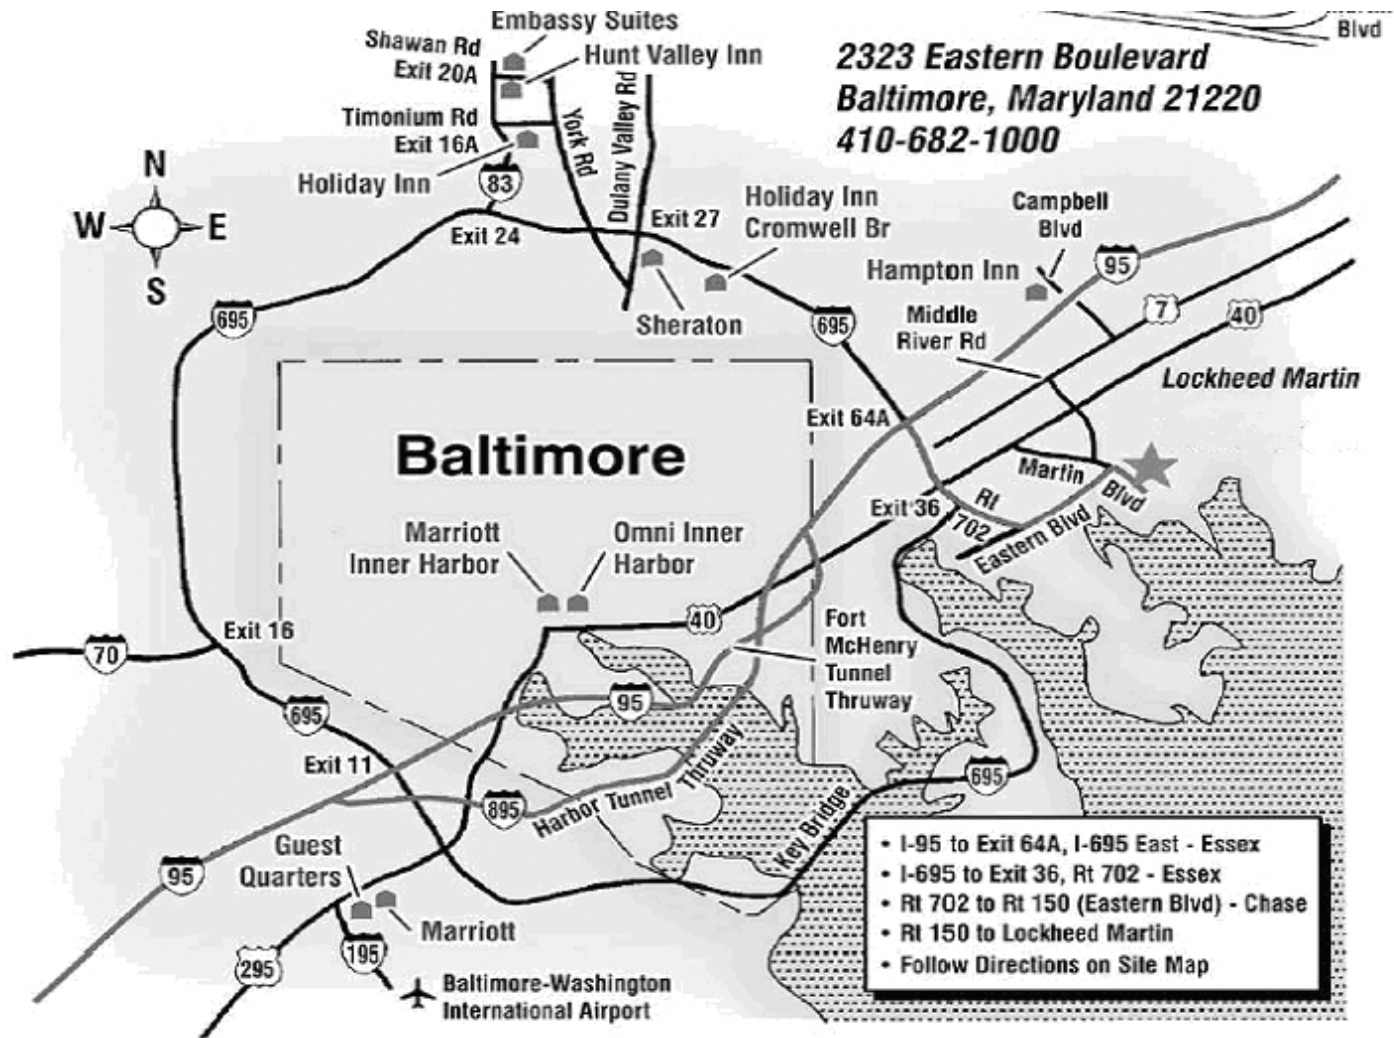 Embassy Suites
Shawan Rd
Exit 20A
Hunt Valley Inn
Blvd
2323 Eastern Boulevard
Baltimore, Maryland 21220
410-682-1000
Timonium Rd
Exit 16A
Holiday Inn
83
York Rd
Dulany Valley Rd
N
W
E
S
Exit 24
Exit 27
Holiday Inn
Cromwell Br
Campbell
Blvd
Hampton Inn
95
7
40
Middle
River Rd
695
Sheraton
695
Lockheed Martin
Exit 64A
Baltimore
Martin
Blvd
Exit 36
Rt
702
Eastern Blvd
Marriott
Inner Harbor
Omni Inner
Harbor
40
Fort
McHenry
Tunnel
Thruway
Exit 16
70
95
695
Exit 11
895
Harbor Tunnel Thruway
695
Key Bridge
Guest
Quarters
95
Marriott
195
295
Baltimore-Washington
International Airport
• I-95 to Exit 64A, I-695 East - Essex
• I-695 to Exit 36, Rt 702 - Essex
• Rt 702 to Rt 150 (Eastern Blvd) - Chase
• Rt 150 to Lockheed Martin
• Follow Directions on Site Map